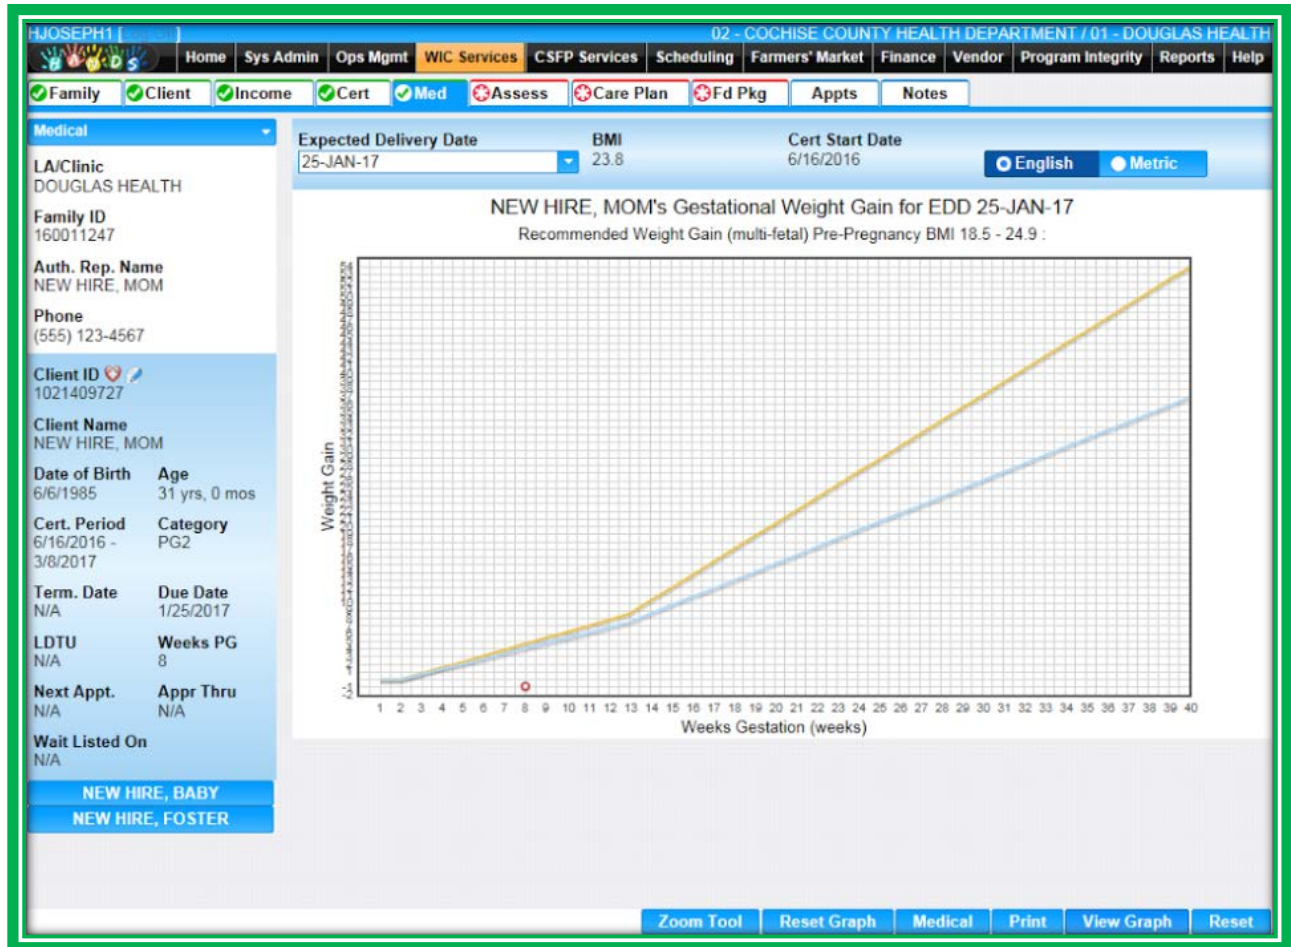 HJOSEPH1 [Log Off] 02 - COCHISE COUNTY HEALTH DEPARTMENT / 01 - DOUGLAS HEALTH
HANDS Home Sys Admin Ops Mgmt WIC Services CSFP Services Scheduling Farmers' Market Finance Vendor Program Integrity Reports Help
Family Client Income Cert Med Assess Care Plan Fd Pkg Appts Notes
Medical
LA/Clinic
DOUGLAS HEALTH
Family ID
160011247
Auth. Rep. Name
NEW HIRE, MOM
Phone
(555) 123-4567
Client ID
1021409727
Client Name
NEW HIRE, MOM
Date of Birth Age
6/6/1985 31 yrs, 0 mos
Cert. Period Category
6/16/2016 - PG2
3/8/2017
Term. Date Due Date
N/A 1/25/2017
LDTU Weeks PG
N/A 8
Next Appt. Appr Thru
N/A N/A
Wait Listed On
N/A
NEW HIRE, BABY
NEW HIRE, FOSTER
Expected Delivery Date BMI Cert Start Date
25-JAN-17 23.8 6/16/2016 English Metric
NEW HIRE, MOM's Gestational Weight Gain for EDD 25-JAN-17
Recommended Weight Gain (multi-fetal) Pre-Pregnancy BMI 18.5 - 24.9 :
Weight Gain
-1
-2
1 2 3 4 5 6 7 8 9 10 11 12 13 14 15 16 17 18 19 20 21 22 23 24 25 26 27 28 29 30 31 32 33 34 35 36 37 38 39 40
Weeks Gestation (weeks)
Zoom Tool Reset Graph Medical Print View Graph Reset